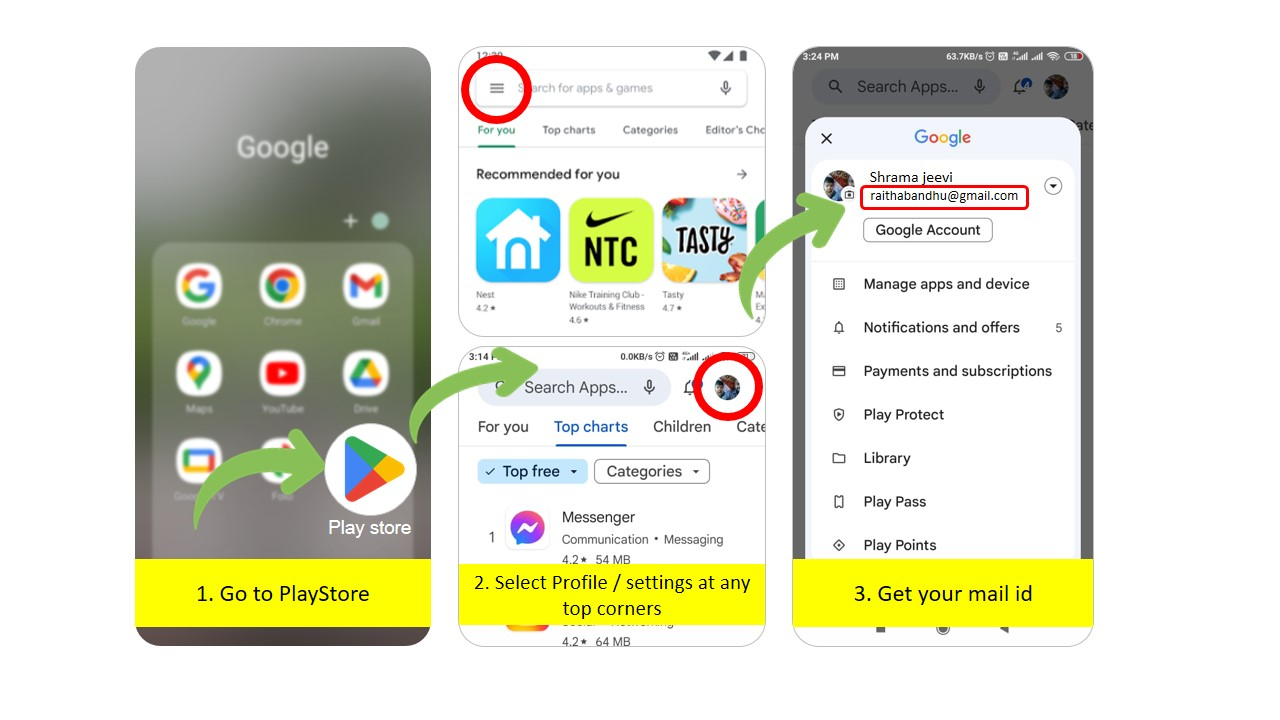 Google
+
Google
Chrome
Gmail
Maps
YouTube
Drive
Play store
1. Go to PlayStore
12:30
Search for apps & games
For you
Top charts
Categories
Editor's Cho
Recommended for you
NTC
TASTY
Nest
4.2★
Nike Training Club -
Workouts & Fitness
4.6★
Tasty
4.7★
3:14
0.0KB/s
Search Apps...
For you
Top charts
Children
Cate
Top free
Categories
1
Messenger
Communication • Messaging
4.2★ 54 MB
2. Select Profile / settings at any
top corners
4.2★ 64 MB
3:24 PM
63.7KB/s
18
Search Apps...
Cate
Google
Shrama jeevi
raithabandhu@gmail.com
Google Account
Manage apps and device
Notifications and offers
5
Payments and subscriptions
Play Protect
Library
Play Pass
Play Points
3. Get your mail id